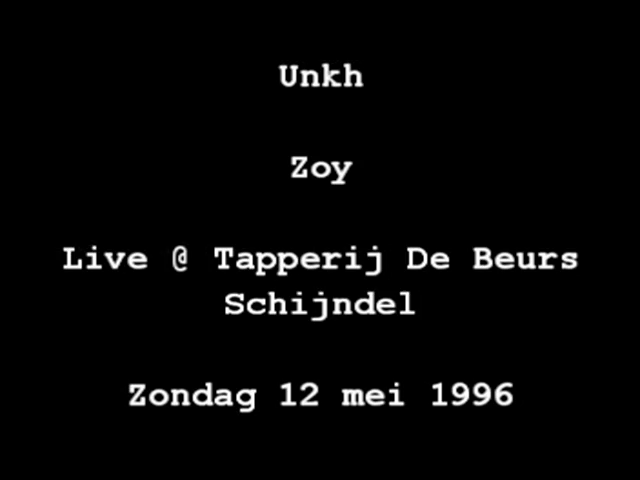 Unkh
Zoy
Live @ Tapperij De Beurs
Schijndel
Zondag 12 mei 1996